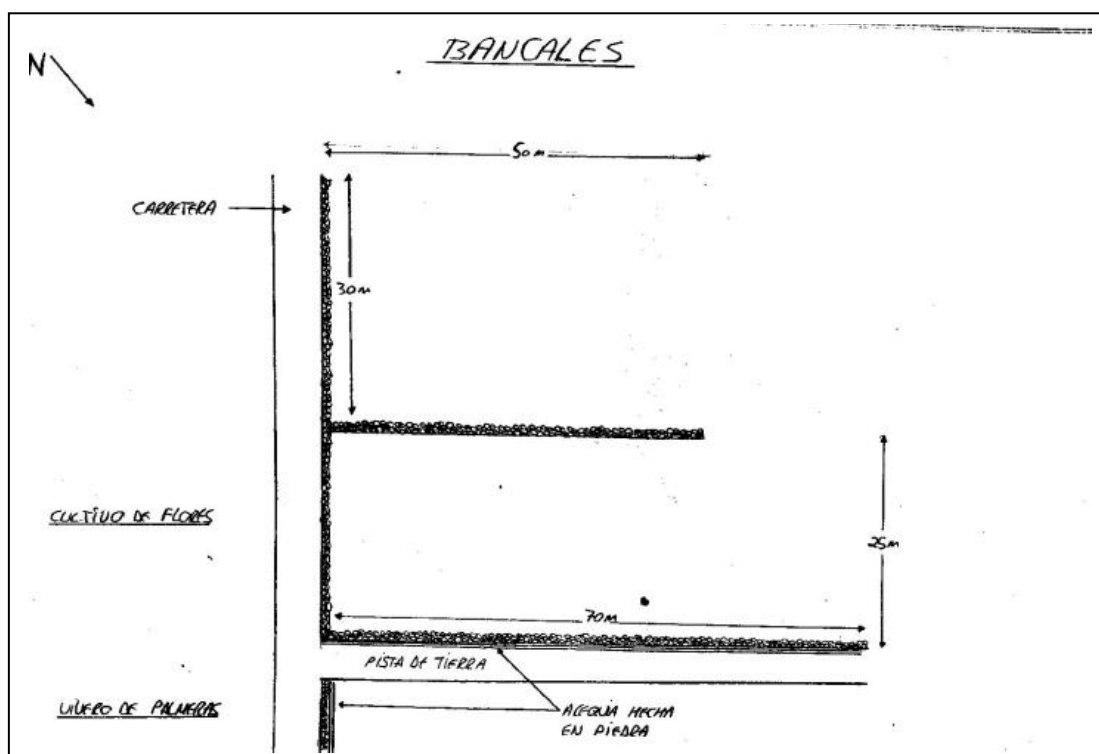 BANCALES
N
50m
CARRETERA
30m
CULTIVO DE FLORES
25m
70m
PISTA DE TIERRA
VIVERO DE PALMERAS
ACEQUIA HECHA
EN PIEDRA